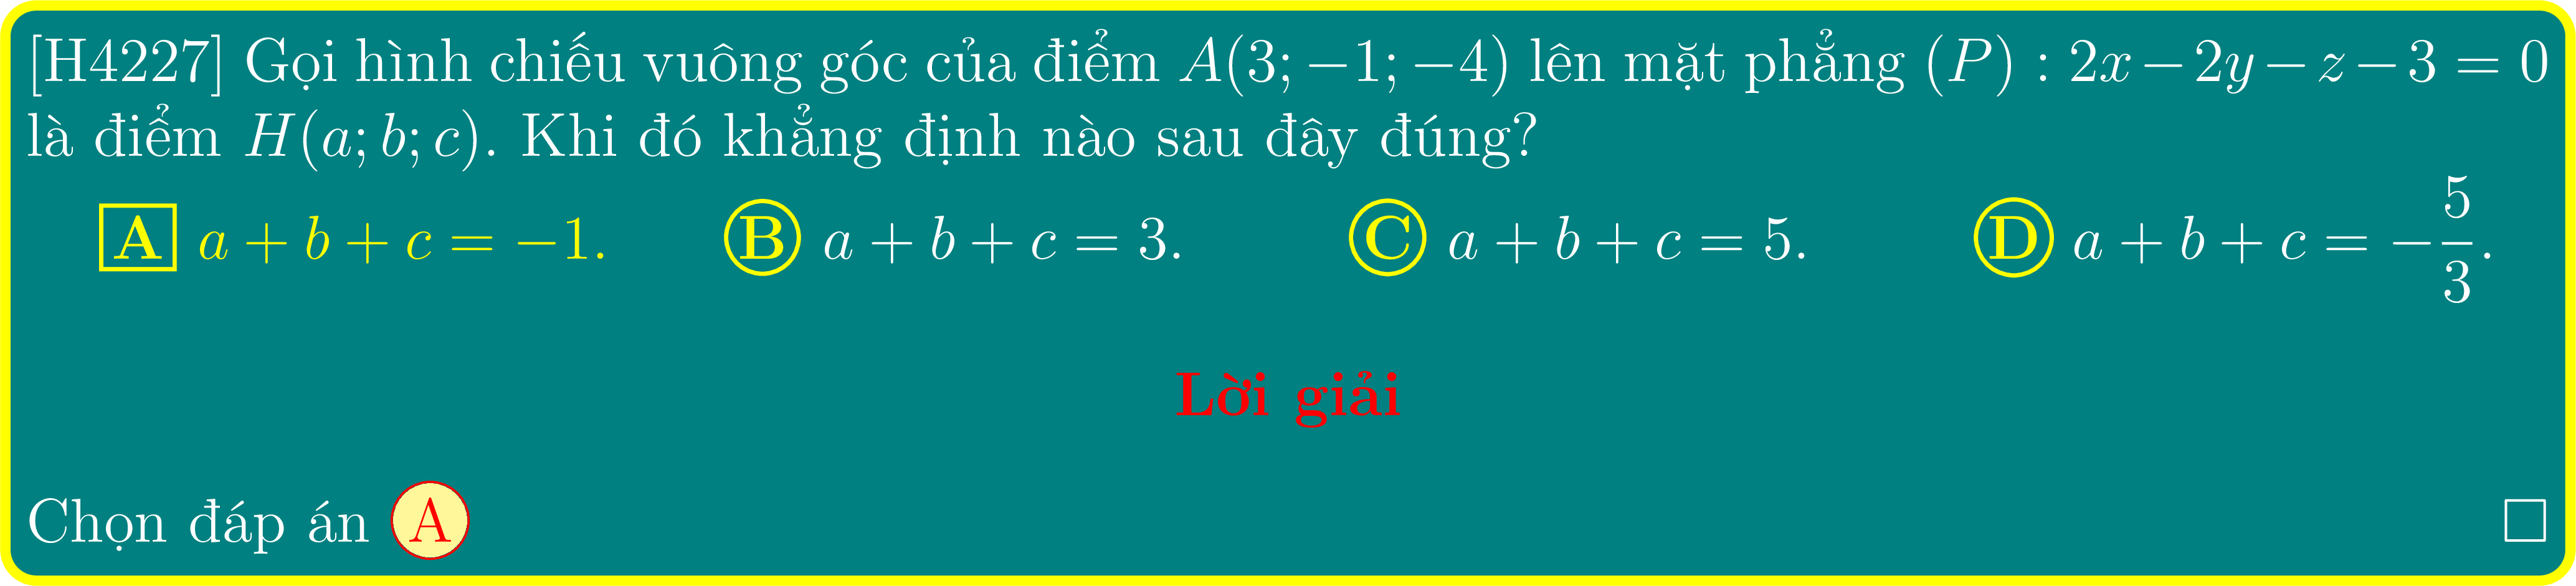 [H4227] Gọi hình chiếu vuông góc của điểm A(3; −1; −4) lên mặt phẳng (P) : 2x − 2y − z − 3 = 0
là điểm H(a; b; c). Khi đó khẳng định nào sau đây đúng?
A a + b + c = −1. B a + b + c = 3. C a + b + c = 5. D a + b + c = −5/3.
Lời giải
Chọn đáp án A □